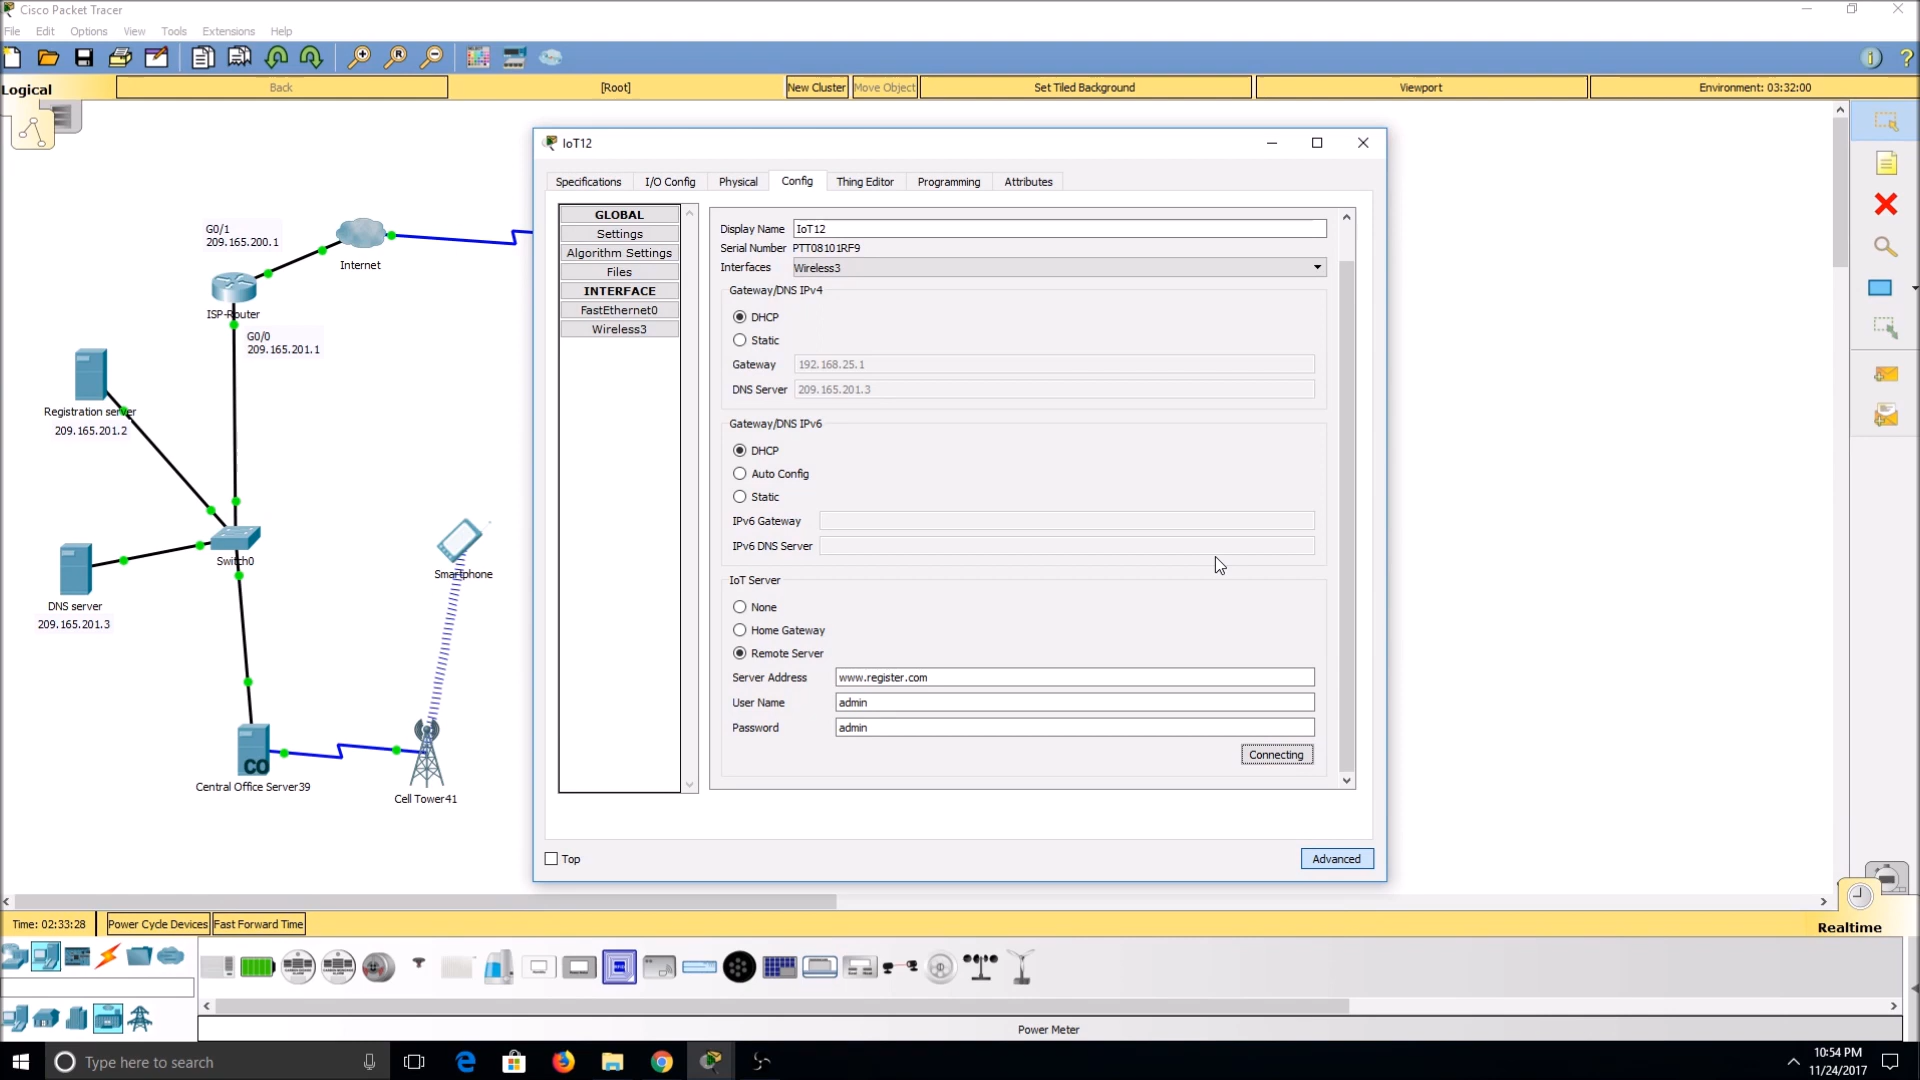 Cisco Packet Tracer
File Edit Options View Tools Extensions Help
Logical Back [Root] New Cluster Move Object Set Tiled Background Viewport Environment: 03:32:00
G0/1
209.165.200.1
Internet
ISP-Router
G0/0
209.165.201.1
Registration server
209.165.201.2
Switch0
DNS server
209.165.201.3
Smartphone
CO
Central Office Server39
Cell Tower41
IoT12
Specifications I/O Config Physical Config Thing Editor Programming Attributes
GLOBAL
Settings
Algorithm Settings
Files
INTERFACE
FastEthernet0
Wireless3
Display Name IoT12
Serial Number PTT08101RF9
Interfaces Wireless3
Gateway/DNS IPv4
DHCP
Static
Gateway 192.168.25.1
DNS Server 209.165.201.3
Gateway/DNS IPv6
DHCP
Auto Config
Static
IPv6 Gateway
IPv6 DNS Server
IoT Server
None
Home Gateway
Remote Server
Server Address www.register.com
User Name admin
Password admin
Connecting
Top Advanced
Time: 02:33:28 Power Cycle Devices Fast Forward Time
Realtime
Power Meter
Type here to search
10:54 PM
11/24/2017